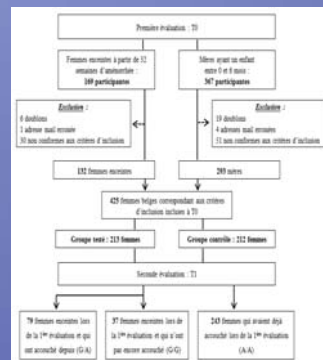 Première évaluation : T0
Femmes enceintes à partir de 32
semaines d'aménorrhée :
169 participantes
Mères ayant un enfant
entre 0 et 6 mois :
367 participantes
Exclusion :
6 doublons
1 adresse mail erronée
30 non conformes aux critères d'inclusion
Exclusion :
19 doublons
4 adresses mail erronées
51 non conformes aux critères d'inclusion
132 femmes enceintes
293 mères
425 femmes belges correspondant aux critères
d'inclusion incluses à T0
Groupe texté : 213 femmes
Groupe contrôle : 212 femmes
Seconde évaluation : T1
79 femmes enceintes lors
de la 1ère évaluation et qui
ont accouché depuis (G/A)
37 femmes enceintes lors de
la 1ère évaluation et qui n'ont
pas encore accouché (G/G)
243 femmes qui avaient déjà
accouché lors de la 1ère évaluation
(A/A)